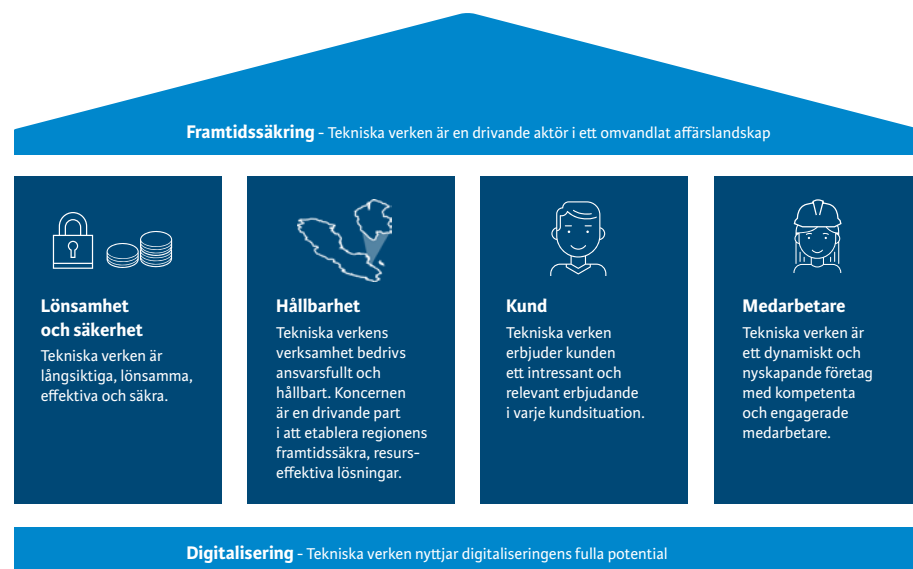 Framtidssäkring - Tekniska verken är en drivande aktör i ett omvandlat affärslandskap
Lönsamhet
och säkerhet
Tekniska verken är
långsiktiga, lönsamma,
effektiva och säkra.
Hållbarhet
Tekniska verkens
verksamhet bedrivs
ansvarsfullt och
hållbart. Koncernen
är en drivande part
i att etablera regionens
framtidssäkra, resurs-
effektiva lösningar.
Kund
Tekniska verken
erbjuder kunden
ett intressant och
relevant erbjudande
i varje kundsituation.
Medarbetare
Tekniska verken är
ett dynamiskt och
nyskapande företag
med kompetenta
och engagerade
medarbetare.
Digitalisering - Tekniska verken nyttjar digitaliseringens fulla potential